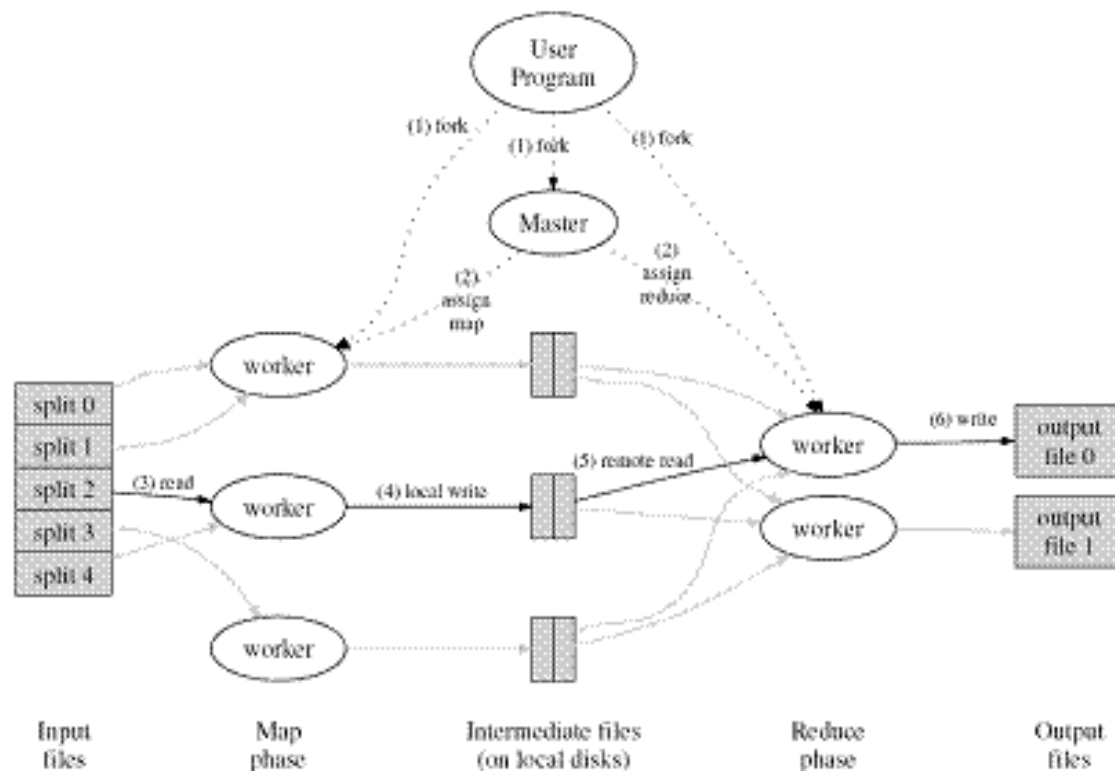 User
Program
(1) fork
(1) fork
(1) fork
Master
(2)
assign
map
(2)
assign
reduce
worker
split 0
split 1
split 2
split 3
split 4
(3) read
worker
(4) local write
(5) remote read
worker
(6) write
output
file 0
worker
output
file 1
worker
Input
files
Map
phase
Intermediate files
(on local disks)
Reduce
phase
Output
files